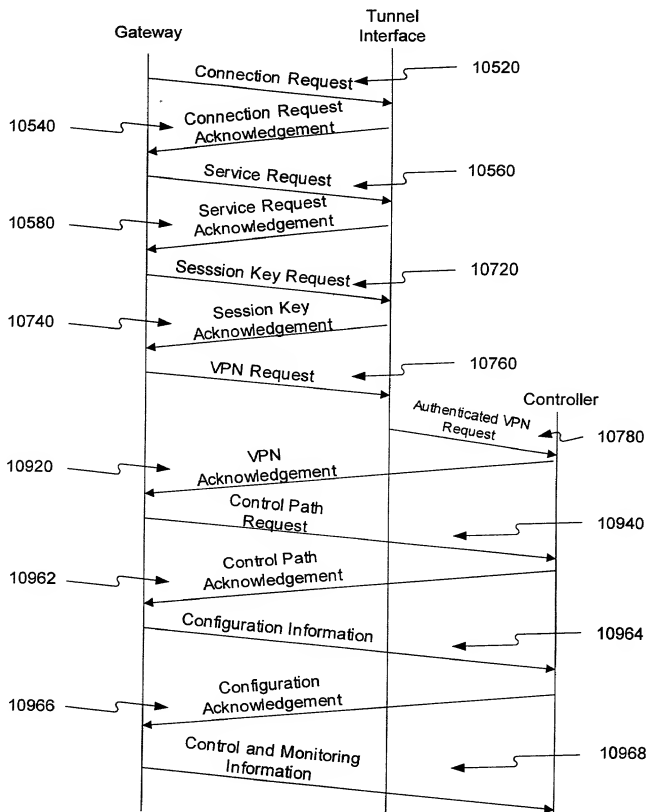 Gateway
Tunnel
Interface
Connection Request
10520
10540
Connection Request
Acknowledgement
Service Request
10560
10580
Service Request
Acknowledgement
Sesssion Key Request
10720
10740
Session Key
Acknowledgement
VPN Request
10760
Controller
Authenticated VPN
Request
10780
10920
VPN
Acknowledgement
Control Path
Request
10940
10962
Control Path
Acknowledgement
Configuration Information
10964
10966
Configuration
Acknowledgement
Control and Monitoring
Information
10968